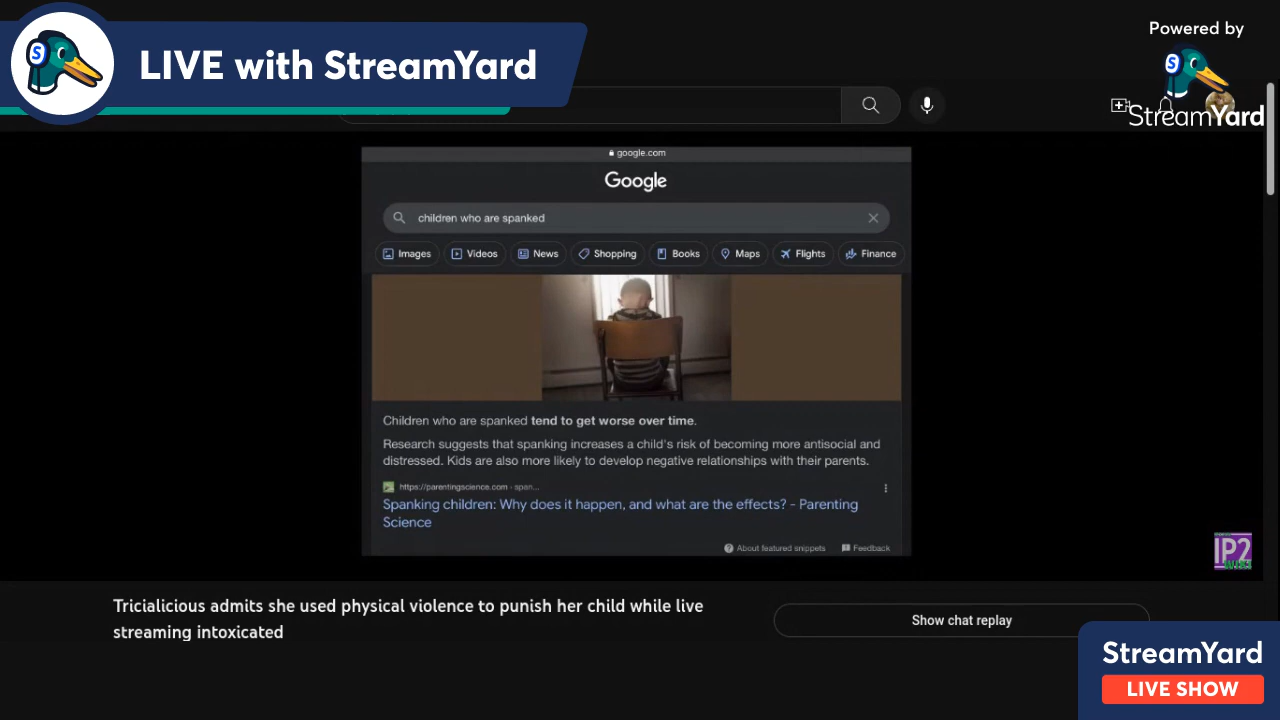 Powered by
LIVE with StreamYard
StreamYard
google.com
Google
children who are spanked
Images Videos News Shopping Books Maps Flights Finance
Children who are spanked tend to get worse over time.
Research suggests that spanking increases a child's risk of becoming more antisocial and
distressed. Kids are also more likely to develop negative relationships with their parents.
https://parentingscience.com › span...
Spanking children: Why does it happen, and what are the effects? - Parenting
Science
About featured snippets Feedback
IP2
Tricialicious admits she used physical violence to punish her child while live
streaming intoxicated
Show chat replay
StreamYard
LIVE SHOW